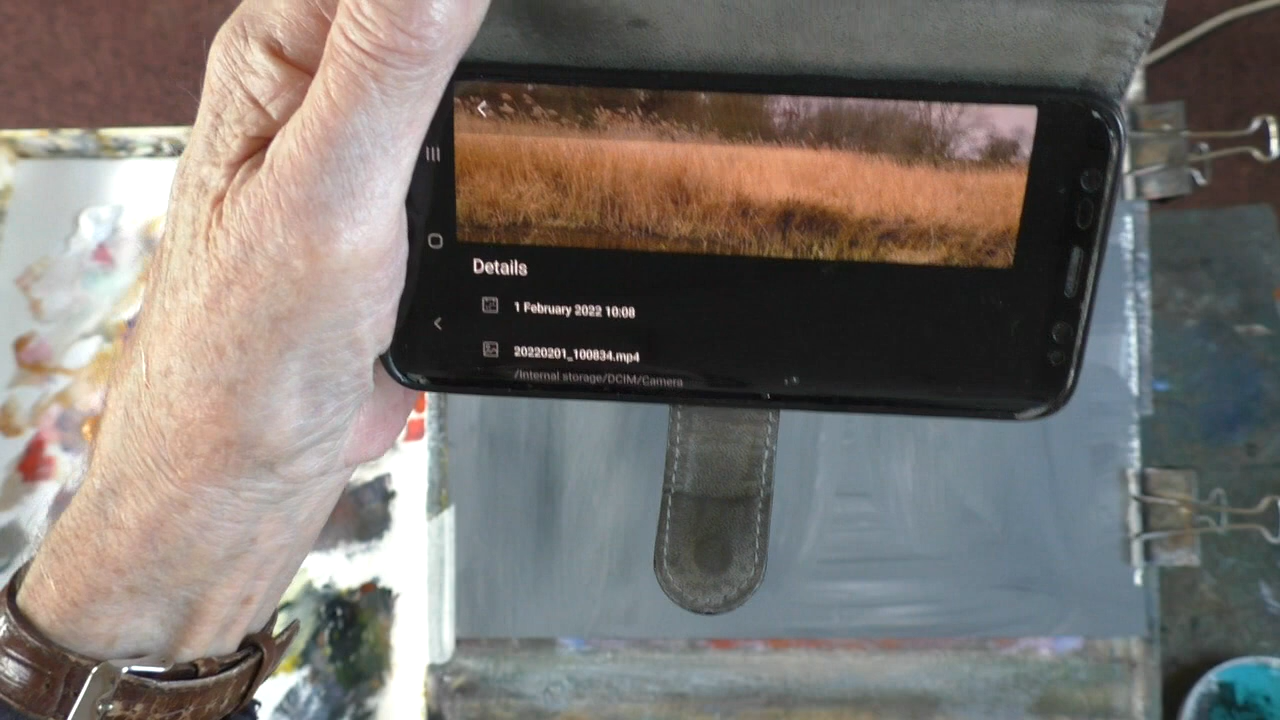 Details
1 February 2022 10:08
20220201_100834.mp4
/Internal storage/DCIM/Camera